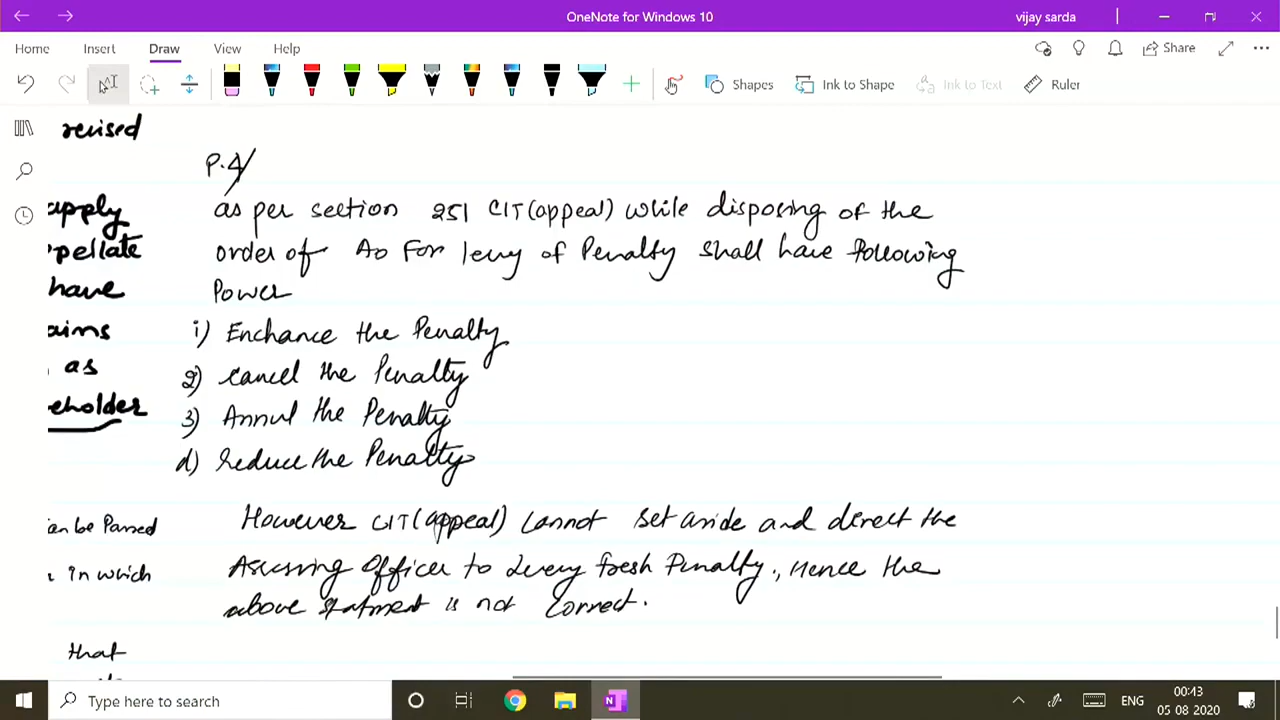 OneNote for Windows 10
vijay sarda
Home Insert Draw View Help
Share
Shapes Ink to Shape Ink to Text Ruler
revised
P.4/
apply
ppellate
have
aims
as
eholder
an be Passed
in which
that
as per section 251 CIT(appeal) while disposing of the
order of AO For levy of Penalty shall have following
Power
i) Enchance the Penalty
2) cancel the Penalty
3) Annul the Penalty
d) reduce the Penalty
However CIT(appeal) cannot set aside and direct the
Assessing Officer to levey fresh Penalty., Hence the
above statment is not correct.
Type here to search
ENG
00:43
05-08-2020
3